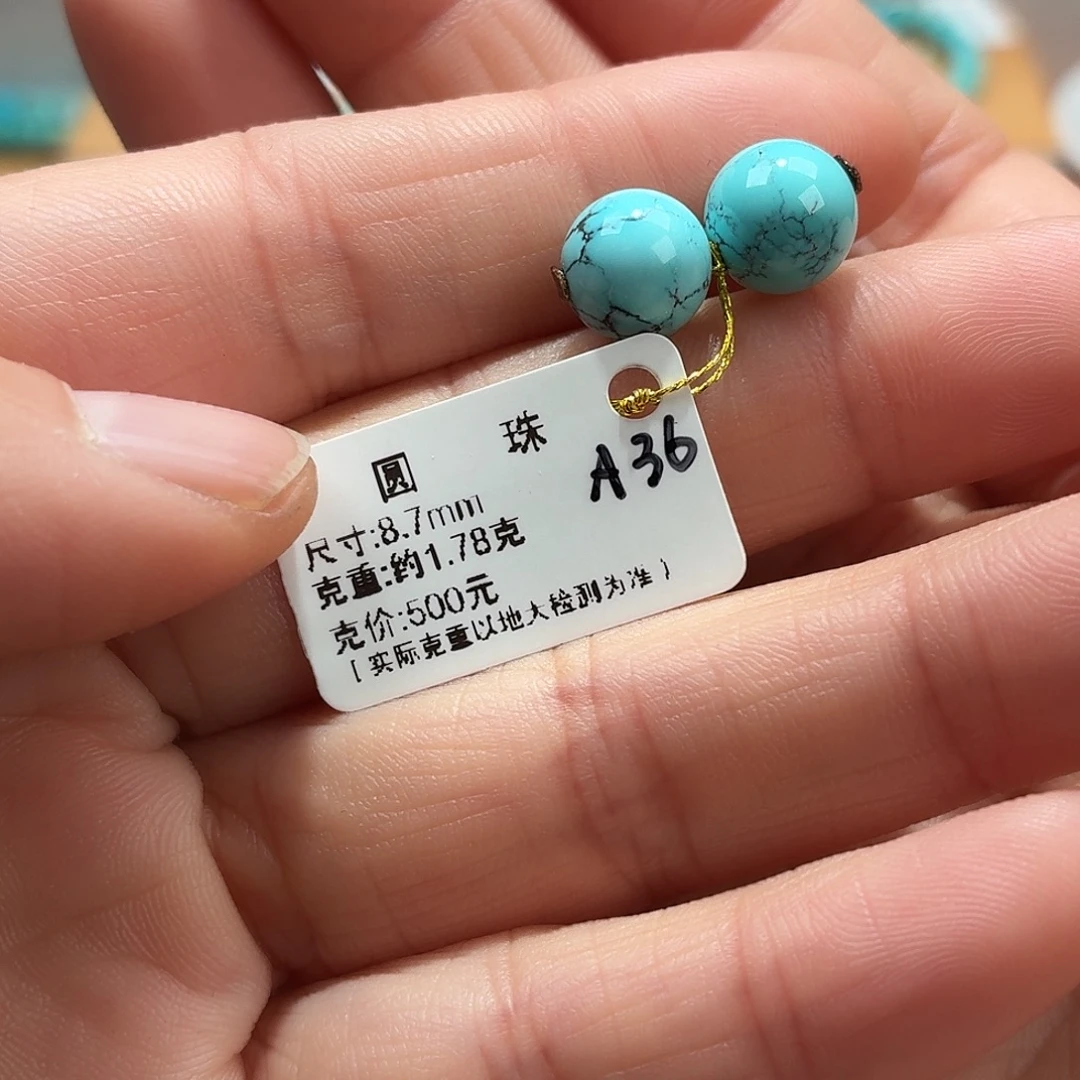 圆 珠
A36
尺寸:8.7mm
克重:约1.78克
克价:500元
(实际克重以地大检测为准)